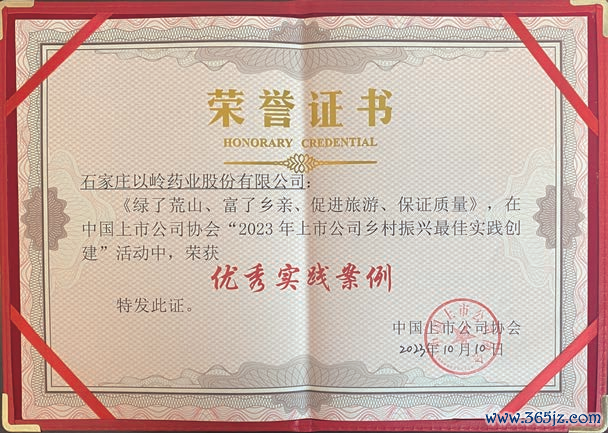 荣誉证书
HONORARY CREDENTIAL
石家庄以岭药业股份有限公司：
《绿了荒山、富了乡亲、促进旅游、保证质量》，在
中国上市公司协会“2023年上市公司乡村振兴最佳实践创
建”活动中，荣获
优秀实践案例
特发此证。
中国上市公司协会
2023年10月10日
www.365jz.com